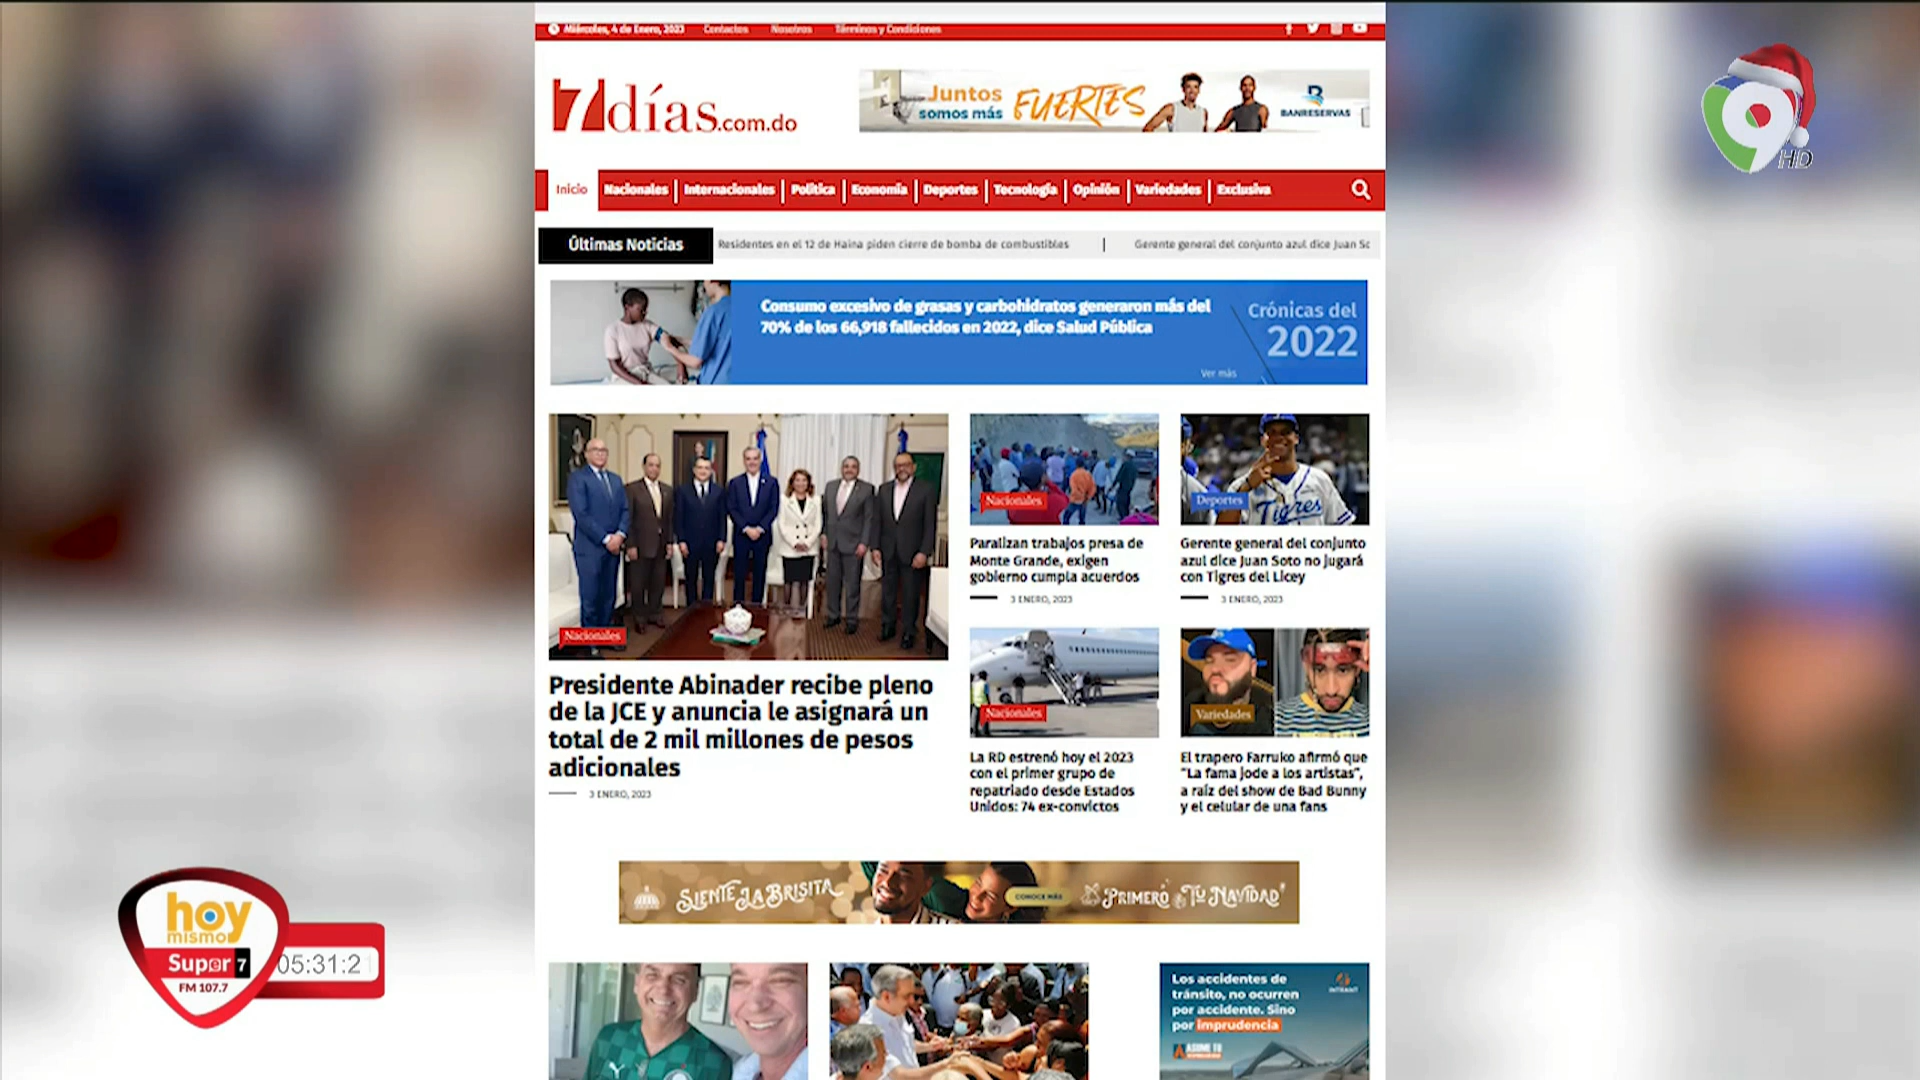 Miércoles, 4 de Enero, 2023 Contactos Nosotros Términos y Condiciones
7días.com.do
Juntos
somos más
FUERTES
BANRESERVAS
9
HD
Inicio Nacionales Internacionales Política Economía Deportes Tecnología Opinión Variedades Exclusiva
Últimas Noticias
Residentes en el 12 de Haina piden cierre de bomba de combustibles
Gerente general del conjunto azul dice Juan So
Consumo excesivo de grasas y carbohidratos generaron más del
70% de los 66,918 fallecidos en 2022, dice Salud Pública
Crónicas del
2022
Ver más
Nacionales
Presidente Abinader recibe pleno
de la JCE y anuncia le asignará un
total de 2 mil millones de pesos
adicionales
3 ENERO, 2023
Nacionales
Paralizan trabajos presa de
Monte Grande, exigen
gobierno cumpla acuerdos
3 ENERO, 2023
Tigres
Deportes
Gerente general del conjunto
azul dice Juan Soto no jugará
con Tigres del Licey
3 ENERO, 2023
Nacionales
La RD estrenó hoy el 2023
con el primer grupo de
repatriado desde Estados
Unidos: 74 ex-convictos
Variedades
El trapero Farruko afirmó que
"La fama jode a los artistas",
a raíz del show de Bad Bunny
y el celular de una fans
SIENTE LA BRISITA
CONOCE MÁS
PRIMERO TÚ NAVIDAD
Los accidentes de
tránsito, no ocurren
por accidente. Sino
por imprudencia
INTRANT
ASUME TU
hoy
mismo
Super 7
FM 107.7
05:31:21